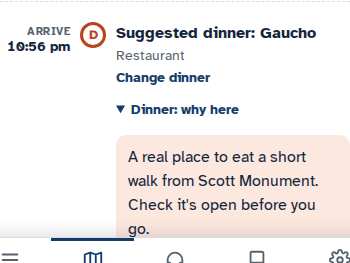 ARRIVE
10:56 pm
D
Suggested dinner: Gaucho
Restaurant
Change dinner
▼ Dinner: why here
A real place to eat a short
walk from Scott Monument.
Check it's open before you
go.